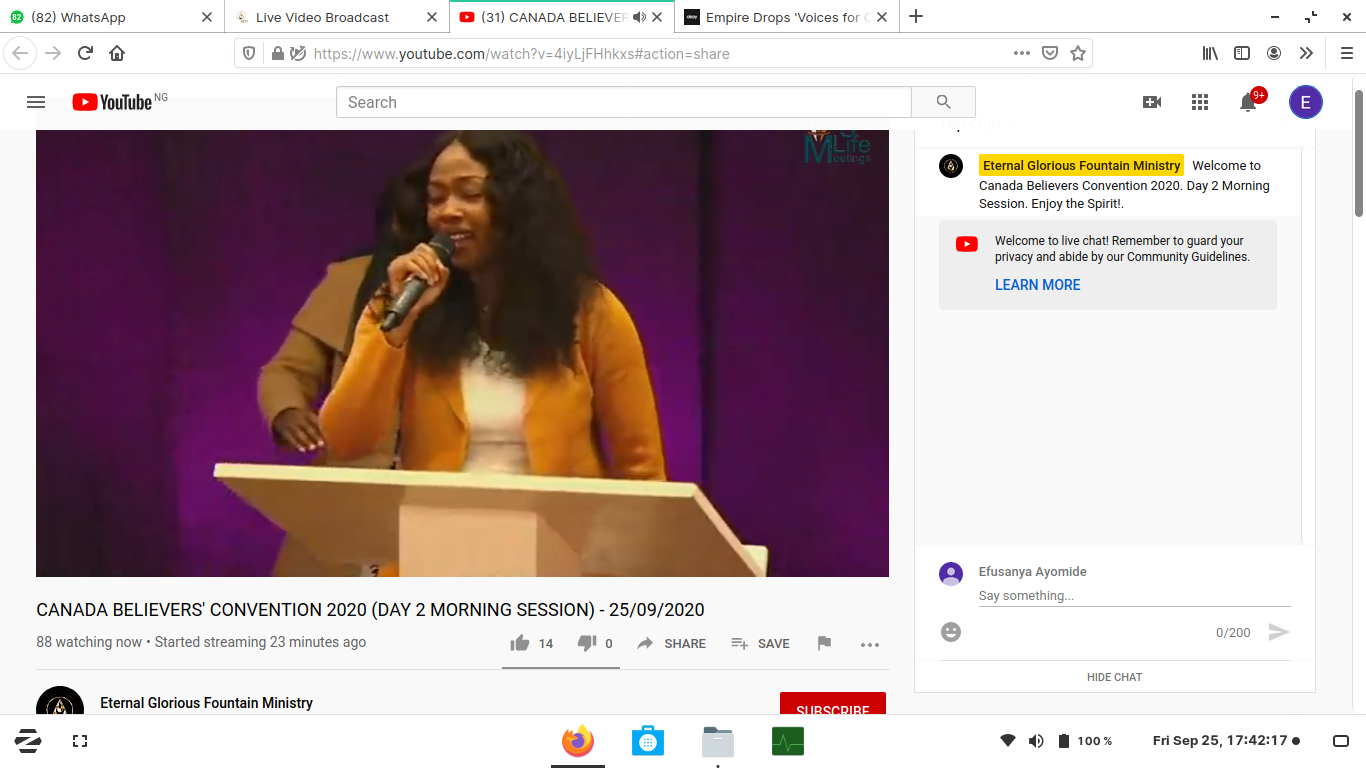 (82) WhatsApp
Live Video Broadcast
(31) CANADA BELIEVER
okay
Empire Drops 'Voices for C
82
https://www.youtube.com/watch?v=4iyLjFHhkxs#action=share
YouTube NG
Search
9+
E
Life
Meetings
Eternal Glorious Fountain Ministry Welcome to
Canada Believers Convention 2020. Day 2 Morning
Session. Enjoy the Spirit!.
Welcome to live chat! Remember to guard your
privacy and abide by our Community Guidelines.
LEARN MORE
Efusanya Ayomide
Say something...
0/200
HIDE CHAT
CANADA BELIEVERS' CONVENTION 2020 (DAY 2 MORNING SESSION) - 25/09/2020
88 watching now • Started streaming 23 minutes ago
14
0
SHARE
SAVE
Eternal Glorious Fountain Ministry
SUBSCRIBE
100 %
Fri Sep 25, 17:42:17